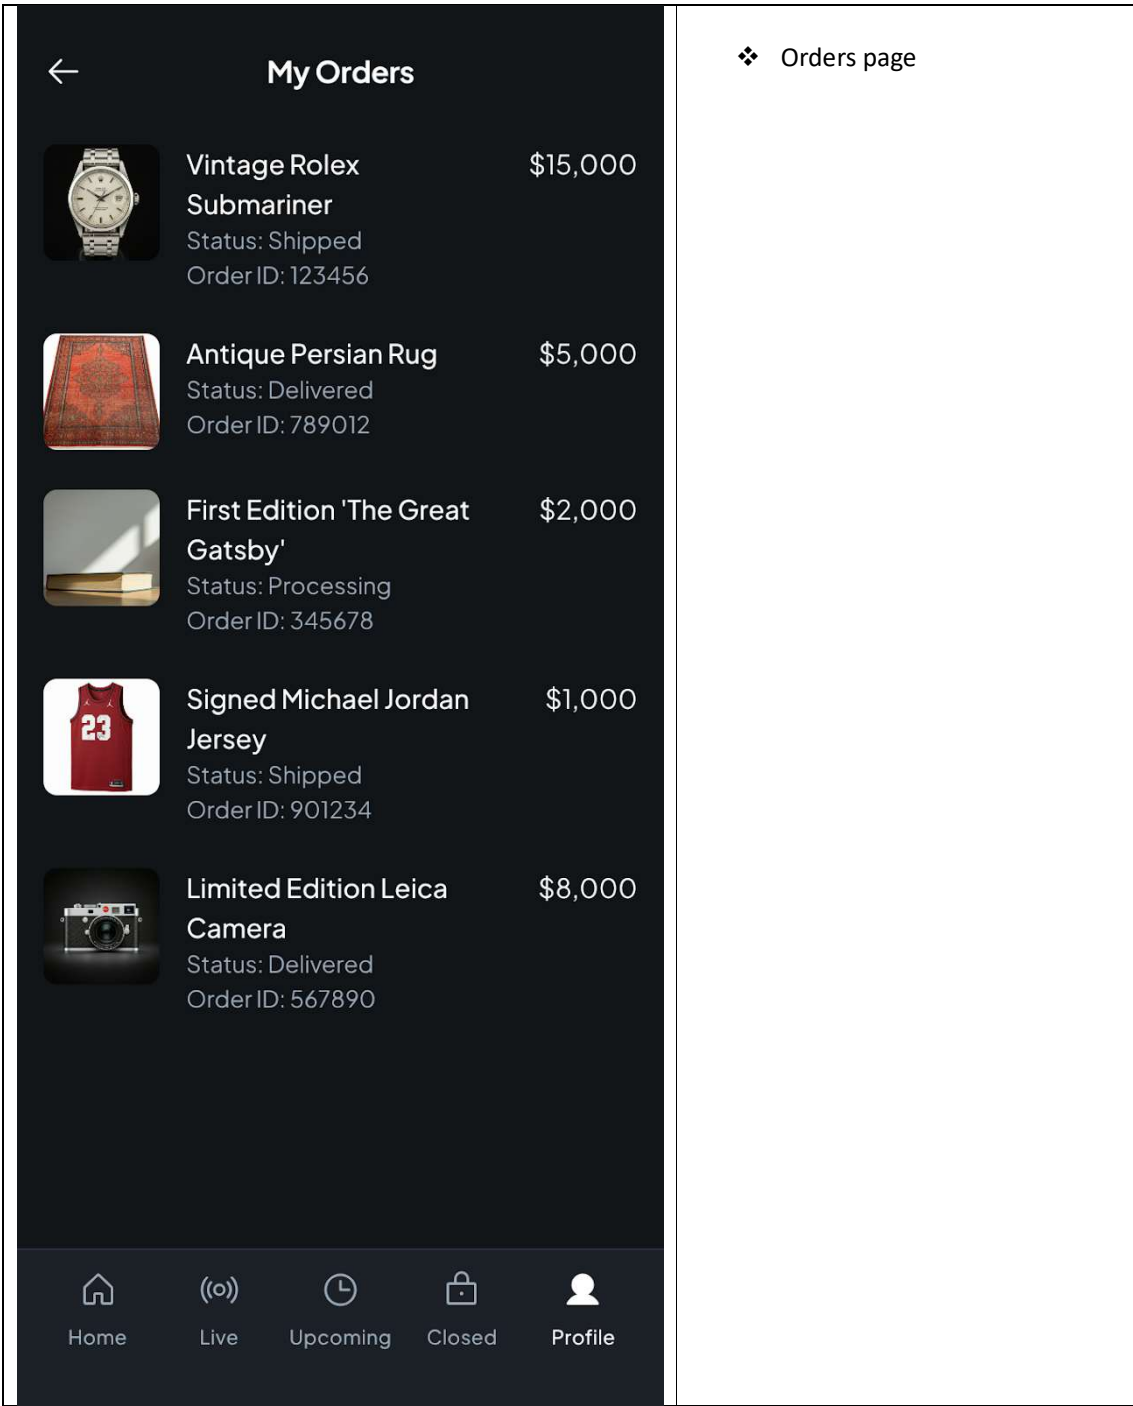 My Orders
Vintage Rolex
Submariner
$15,000
Status: Shipped
Order ID: 123456
Antique Persian Rug
$5,000
Status: Delivered
Order ID: 789012
First Edition 'The Great
Gatsby'
$2,000
Status: Processing
Order ID: 345678
23
Signed Michael Jordan
Jersey
$1,000
Status: Shipped
Order ID: 901234
Limited Edition Leica
Camera
$8,000
Status: Delivered
Order ID: 567890
Home
Live
Upcoming
Closed
Profile
❖ Orders page